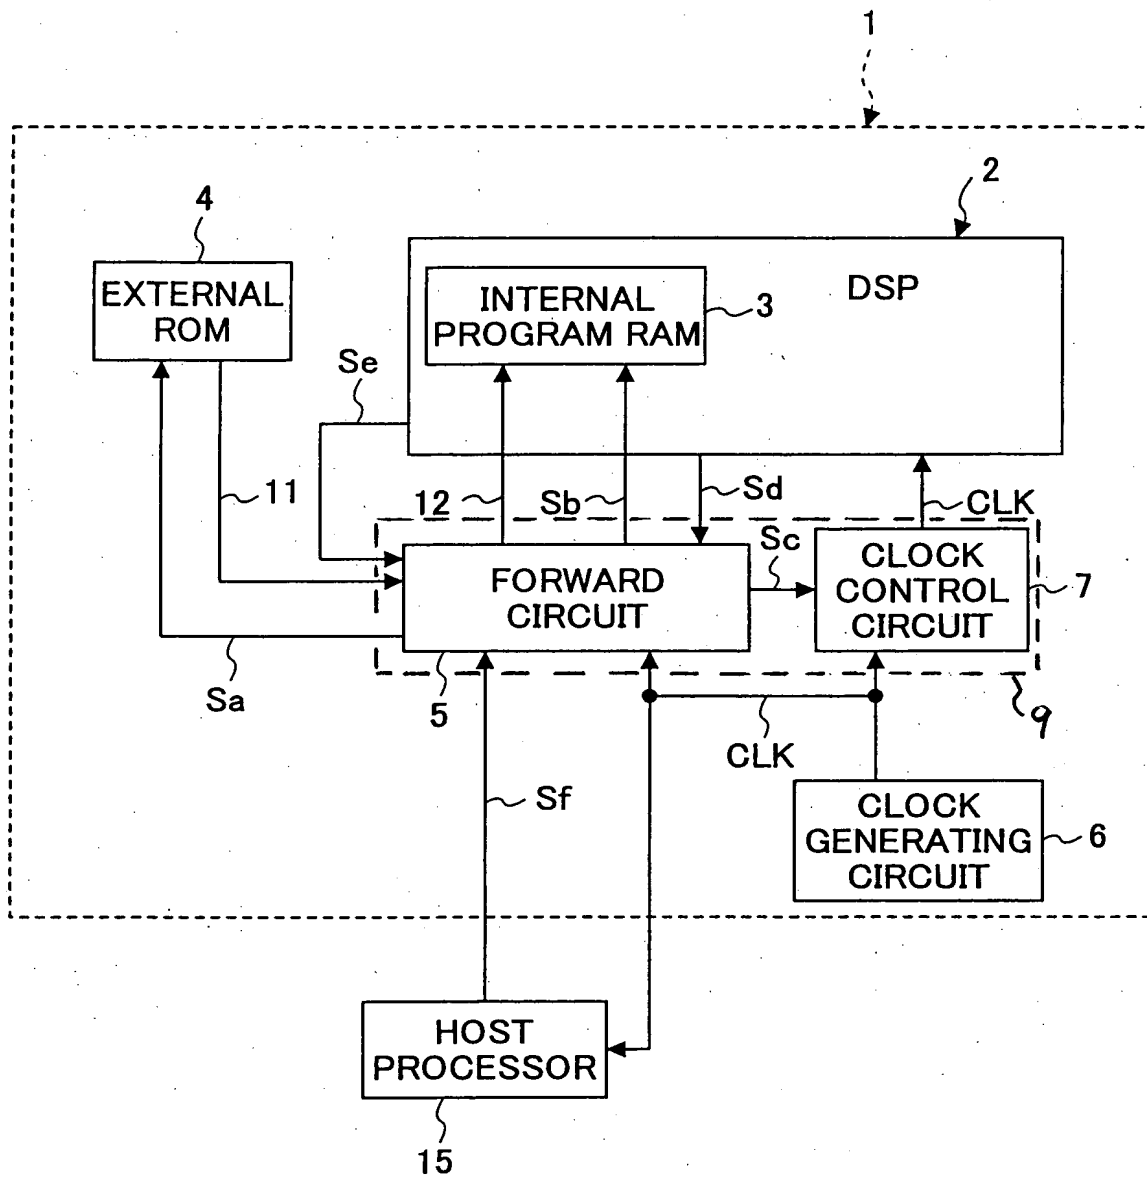 1
2
4
EXTERNAL
ROM
DSP
INTERNAL
PROGRAM RAM
3
Se
11
12
Sb
Sd
CLK
Sc
FORWARD
CIRCUIT
CLOCK
CONTROL
CIRCUIT
7
Sa
5
CLK
9
Sf
CLOCK
GENERATING
CIRCUIT
6
HOST
PROCESSOR
15